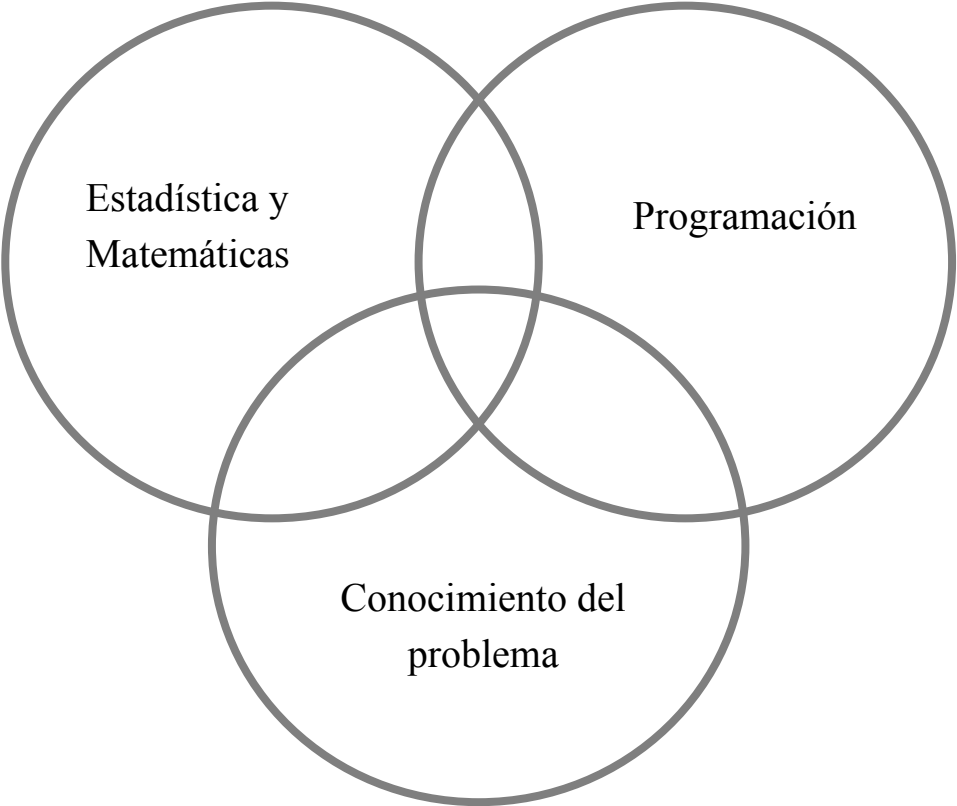 Estadística y
Matemáticas
Programación
Conocimiento del
problema